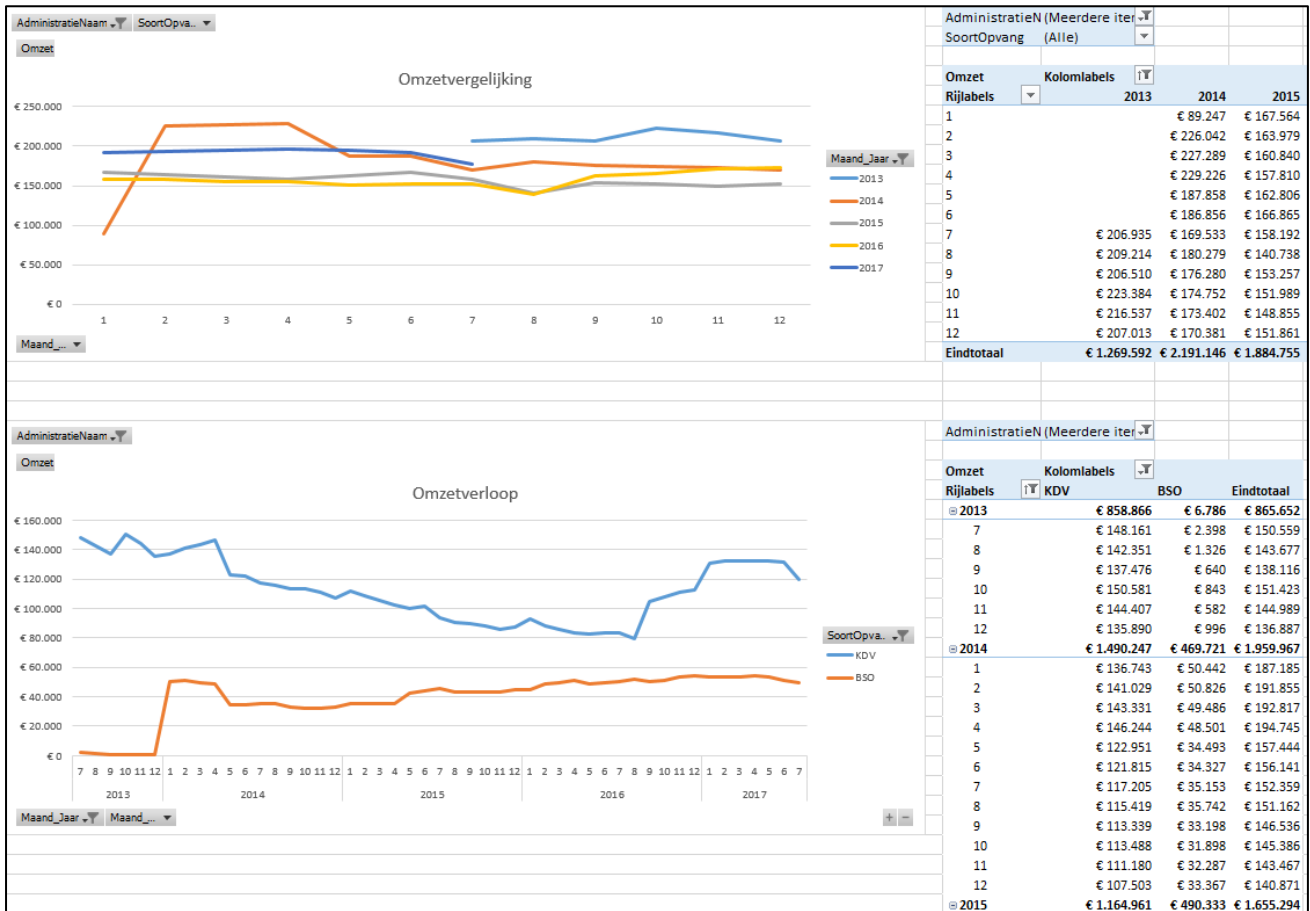 AdministratieNaam SoortOpva..
Omzet
Omzetvergelijking
€ 250.000
€ 200.000
€ 150.000
€ 100.000
€ 50.000
€ 0
1 2 3 4 5 6 7 8 9 10 11 12
Maand_Jaar
2013
2014
2015
2016
2017
Maand_...
AdministratieN (Meerdere iter
SoortOpvang (Alle)
Omzet Kolomlabels
Rijlabels 2013 2014 2015
1 € 89.247 € 167.564
2 € 226.042 € 163.979
3 € 227.289 € 160.840
4 € 229.226 € 157.810
5 € 187.858 € 162.806
6 € 186.856 € 166.865
7 € 206.935 € 169.533 € 158.192
8 € 209.214 € 180.279 € 140.738
9 € 206.510 € 176.280 € 153.257
10 € 223.384 € 174.752 € 151.989
11 € 216.537 € 173.402 € 148.855
12 € 207.013 € 170.381 € 151.861
Eindtotaal € 1.269.592 € 2.191.146 € 1.884.755
AdministratieNaam
Omzet
Omzetverloop
€ 160.000
€ 140.000
€ 120.000
€ 100.000
€ 80.000
€ 60.000
€ 40.000
€ 20.000
€ 0
7 8 9 10 11 12 1 2 3 4 5 6 7 8 9 10 11 12 1 2 3 4 5 6 7 8 9 10 11 12 1 2 3 4 5 6 7 8 9 10 11 12 1 2 3 4 5 6 7
2013 2014 2015 2016 2017
SoortOpva..
KDV
BSO
Maand_Jaar Maand_...
+ −
AdministratieN (Meerdere iter
Omzet Kolomlabels
Rijlabels KDV BSO Eindtotaal
2013 € 858.866 € 6.786 € 865.652
7 € 148.161 € 2.398 € 150.559
8 € 142.351 € 1.326 € 143.677
9 € 137.476 € 640 € 138.116
10 € 150.581 € 843 € 151.423
11 € 144.407 € 582 € 144.989
12 € 135.890 € 996 € 136.887
2014 € 1.490.247 € 469.721 € 1.959.967
1 € 136.743 € 50.442 € 187.185
2 € 141.029 € 50.826 € 191.855
3 € 143.331 € 49.486 € 192.817
4 € 146.244 € 48.501 € 194.745
5 € 122.951 € 34.493 € 157.444
6 € 121.815 € 34.327 € 156.141
7 € 117.205 € 35.153 € 152.359
8 € 115.419 € 35.742 € 151.162
9 € 113.339 € 33.198 € 146.536
10 € 113.488 € 31.898 € 145.386
11 € 111.180 € 32.287 € 143.467
12 € 107.503 € 33.367 € 140.871
2015 € 1.164.961 € 490.333 € 1.655.294